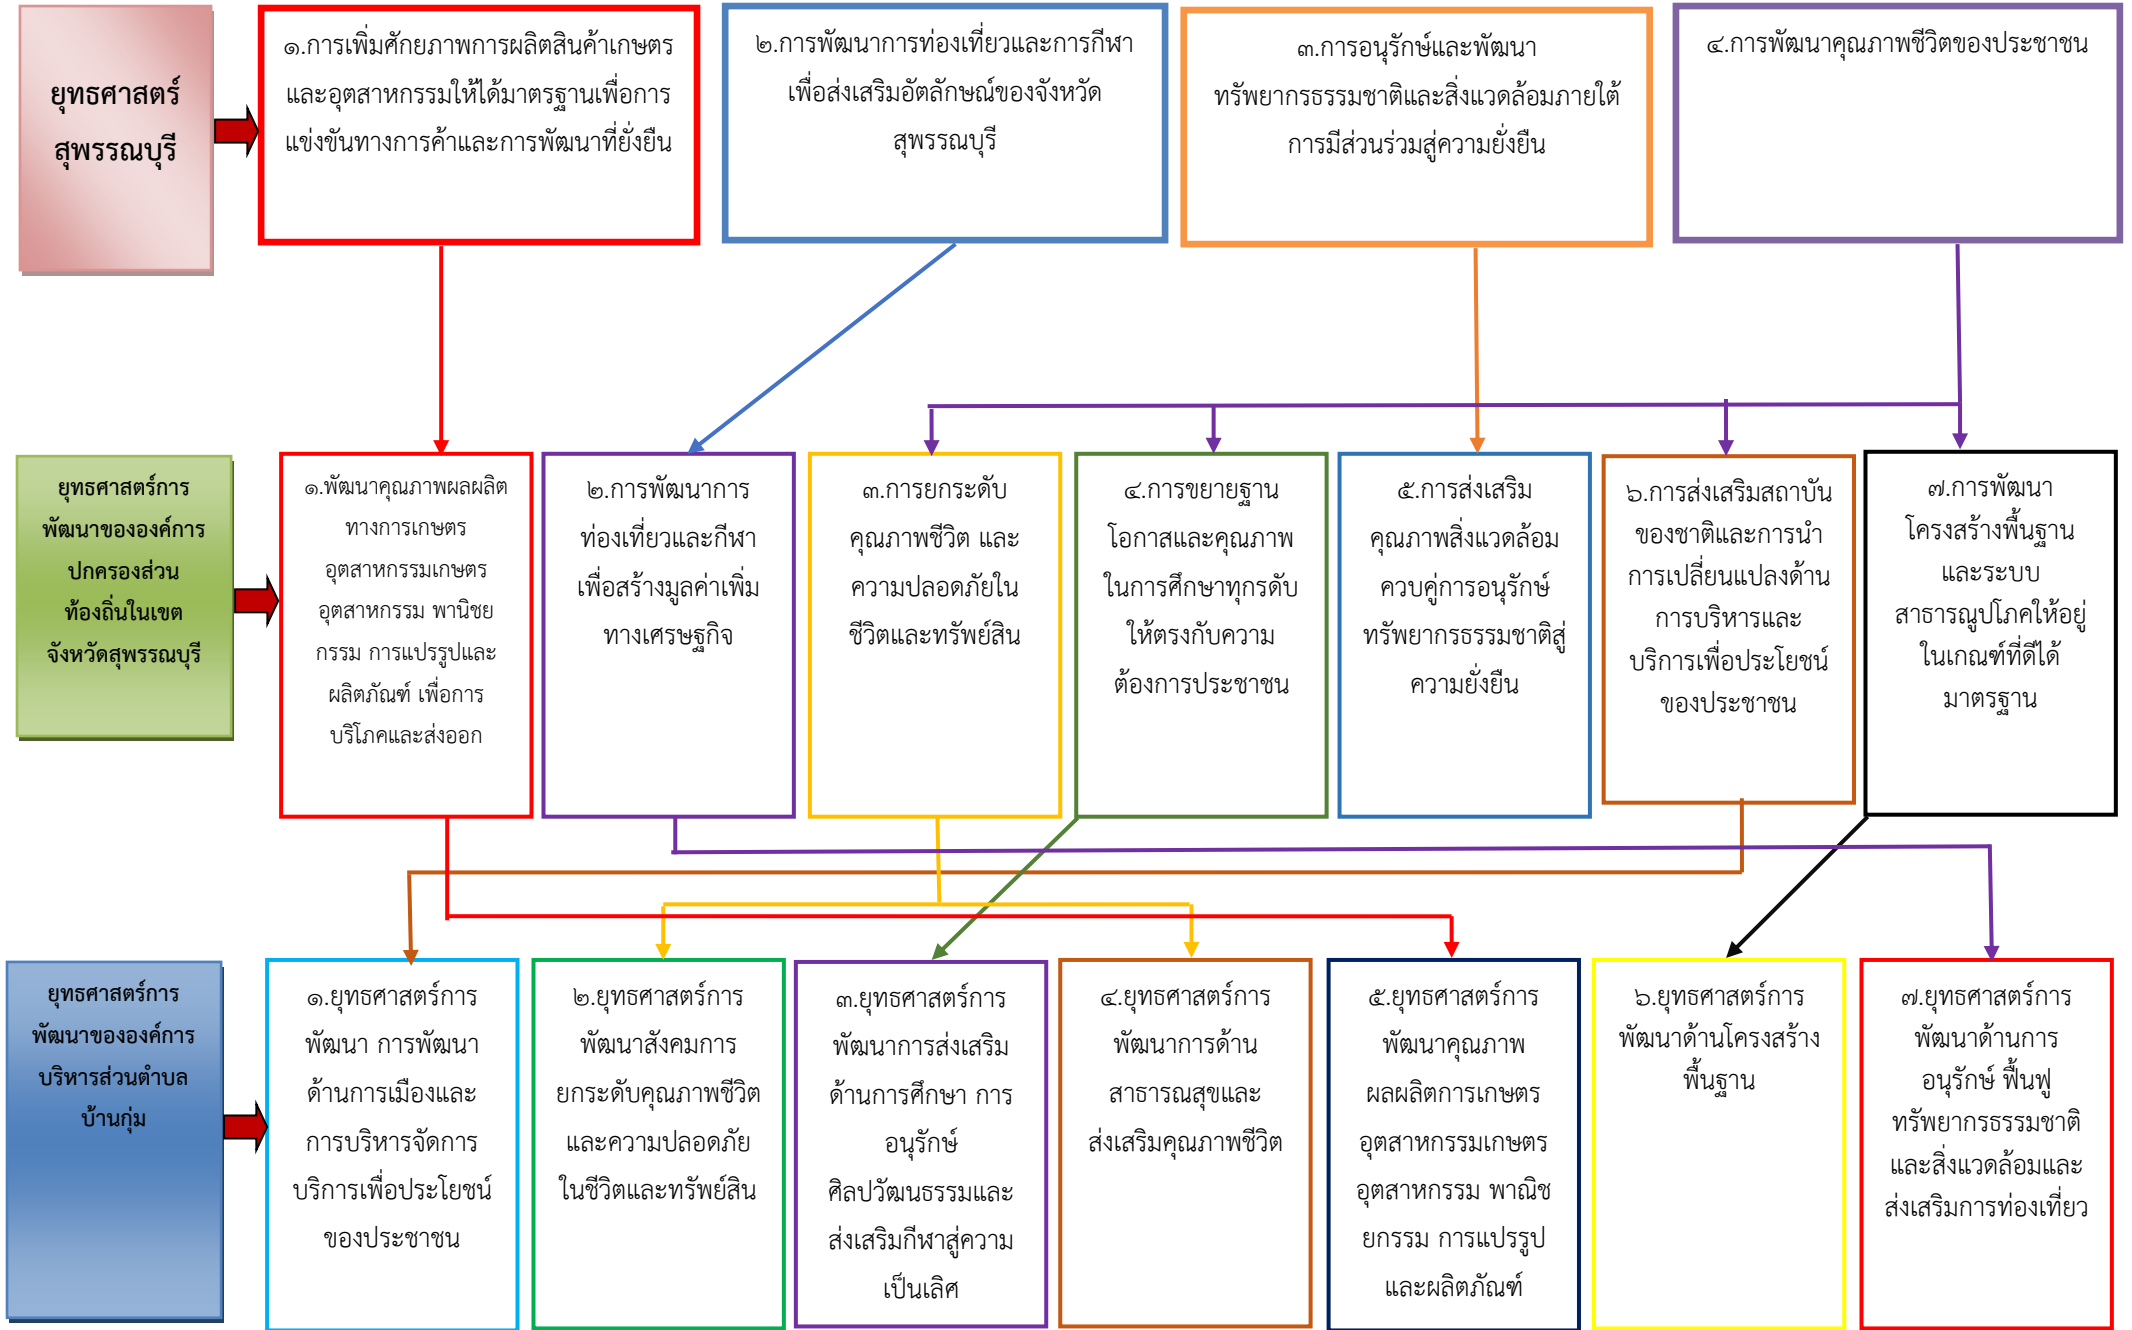 ยุทธศาสตร์
สุพรรณบุรี
๑.การเพิ่มศักยภาพการผลิตสินค้าเกษตร
และอุตสาหกรรมให้ได้มาตรฐานเพื่อการ
แข่งขันทางการค้าและการพัฒนาที่ยั่งยืน
๒.การพัฒนาการท่องเที่ยวและการกีฬา
เพื่อส่งเสริมอัตลักษณ์ของจังหวัด
สุพรรณบุรี
๓.การอนุรักษ์และพัฒนา
ทรัพยากรธรรมชาติและสิ่งแวดล้อมภายใต้
การมีส่วนร่วมสู่ความยั่งยืน
๔.การพัฒนาคุณภาพชีวิตของประชาชน
ยุทธศาสตร์การ
พัฒนาขององค์การ
ปกครองส่วน
ท้องถิ่นในเขต
จังหวัดสุพรรณบุรี
๑.พัฒนาคุณภาพผลผลิต
ทางการเกษตร
อุตสาหกรรมเกษตร
อุตสาหกรรม พานิชย
กรรม การแปรรูปและ
ผลิตภัณฑ์ เพื่อการ
บริโภคและส่งออก
๒.การพัฒนาการ
ท่องเที่ยวและกีฬา
เพื่อสร้างมูลค่าเพิ่ม
ทางเศรษฐกิจ
๓.การยกระดับ
คุณภาพชีวิต และ
ความปลอดภัยใน
ชีวิตและทรัพย์สิน
๔.การขยายฐาน
โอกาสและคุณภาพ
ในการศึกษาทุกรดับ
ให้ตรงกับความ
ต้องการประชาชน
๕.การส่งเสริม
คุณภาพสิ่งแวดล้อม
ควบคู่การอนุรักษ์
ทรัพยากรธรรมชาติสู่
ความยั่งยืน
๖.การส่งเสริมสถาบัน
ของชาติและการนำ
การเปลี่ยนแปลงด้าน
การบริหารและ
บริการเพื่อประโยชน์
ของประชาชน
๗.การพัฒนา
โครงสร้างพื้นฐาน
และระบบ
สาธารณูปโภคให้อยู่
ในเกณฑ์ที่ดีได้
มาตรฐาน
ยุทธศาสตร์การ
พัฒนาขององค์การ
บริหารส่วนตำบล
บ้านกุ่ม
๑.ยุทธศาสตร์การ
พัฒนา การพัฒนา
ด้านการเมืองและ
การบริหารจัดการ
บริการเพื่อประโยชน์
ของประชาชน
๒.ยุทธศาสตร์การ
พัฒนาสังคมการ
ยกระดับคุณภาพชีวิต
และความปลอดภัย
ในชีวิตและทรัพย์สิน
๓.ยุทธศาสตร์การ
พัฒนาการส่งเสริม
ด้านการศึกษา การ
อนุรักษ์
ศิลปวัฒนธรรมและ
ส่งเสริมกีฬาสู่ความ
เป็นเลิศ
๔.ยุทธศาสตร์การ
พัฒนาการด้าน
สาธารณสุขและ
ส่งเสริมคุณภาพชีวิต
๕.ยุทธศาสตร์การ
พัฒนาคุณภาพ
ผลผลิตการเกษตร
อุตสาหกรรมเกษตร
อุตสาหกรรม พาณิช
ยกรรม การแปรรูป
และผลิตภัณฑ์
๖.ยุทธศาสตร์การ
พัฒนาด้านโครงสร้าง
พื้นฐาน
๗.ยุทธศาสตร์การ
พัฒนาด้านการ
อนุรักษ์ ฟื้นฟู
ทรัพยากรธรรมชาติ
และสิ่งแวดล้อมและ
ส่งเสริมการท่องเที่ยว